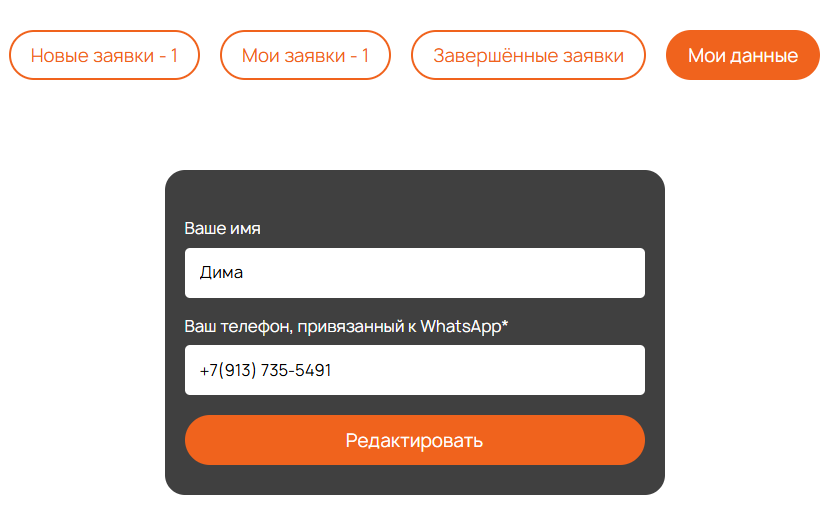 Новые заявки - 1
Мои заявки - 1
Завершённые заявки
Мои данные
Ваше имя
Дима
Ваш телефон, привязанный к WhatsApp*
+7(913) 735-5491
Редактировать